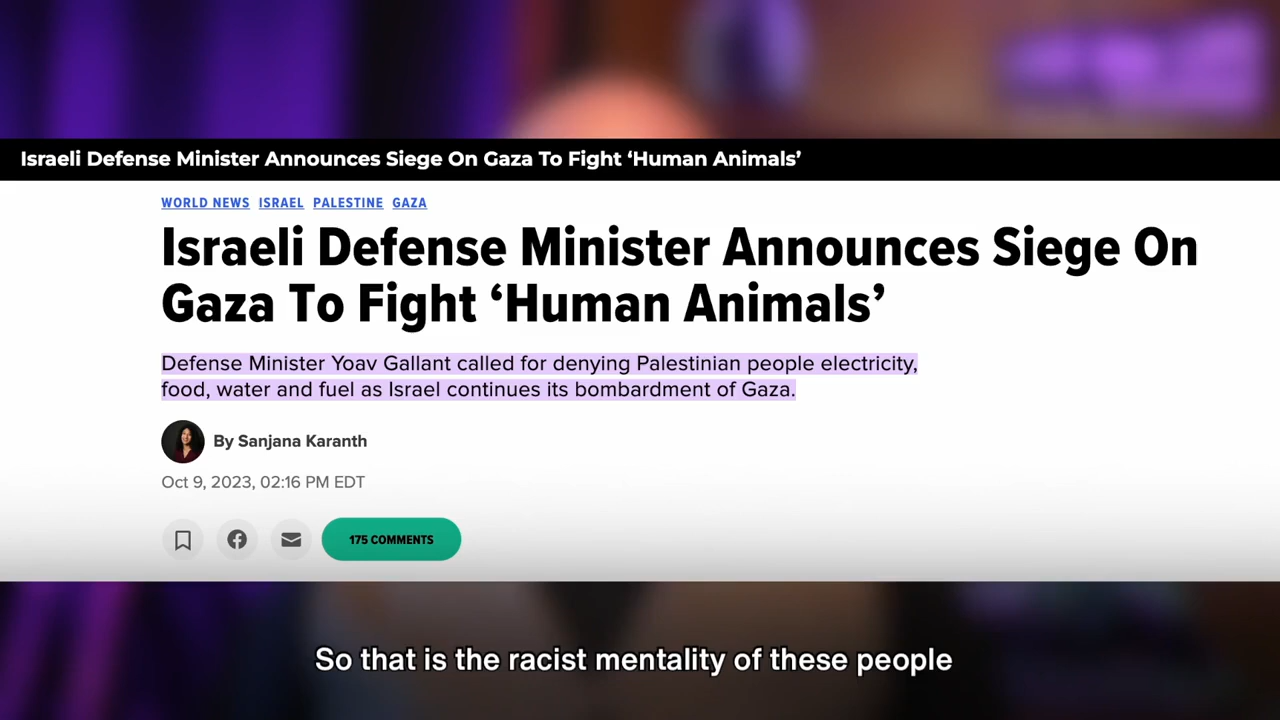 Israeli Defense Minister Announces Siege On Gaza To Fight ‘Human Animals’
WORLD NEWS ISRAEL PALESTINE GAZA
Israeli Defense Minister Announces Siege On
Gaza To Fight ‘Human Animals’
Defense Minister Yoav Gallant called for denying Palestinian people electricity,
food, water and fuel as Israel continues its bombardment of Gaza.
By Sanjana Karanth
Oct 9, 2023, 02:16 PM EDT
175 COMMENTS
So that is the racist mentality of these people